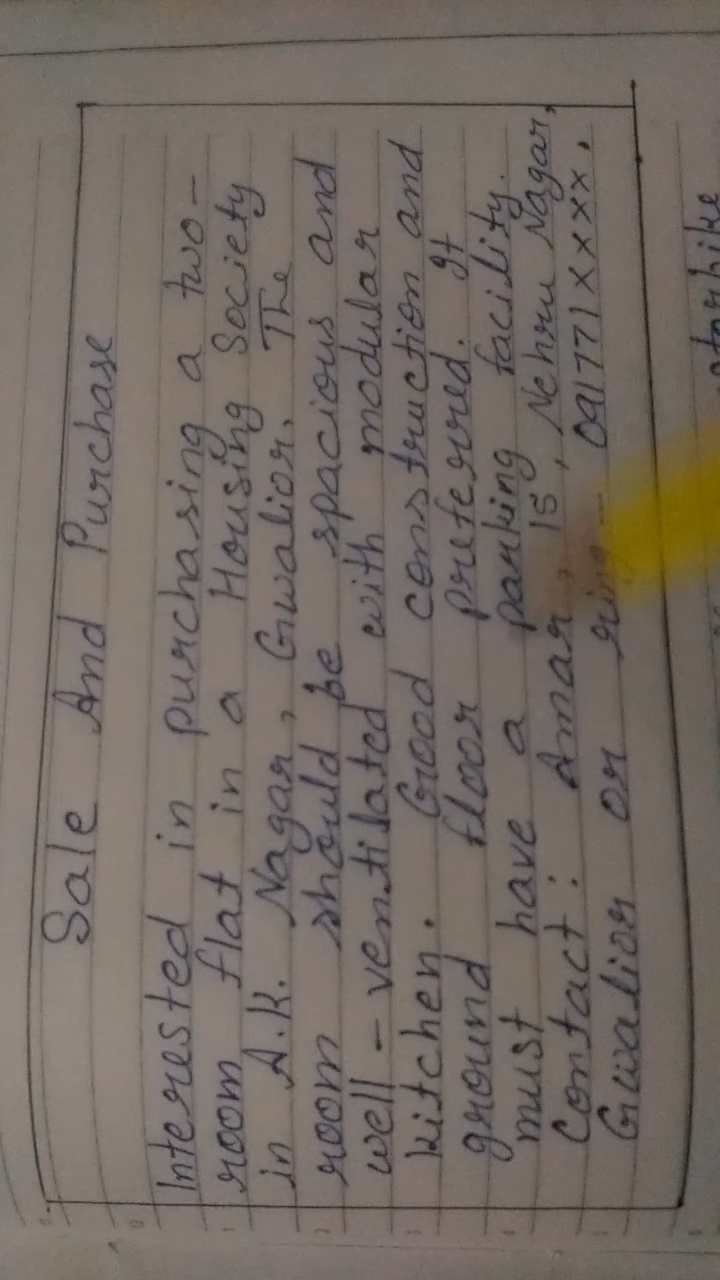 Sale And Purchase
Interested in purchasing a two-
room flat in a Housing Society
in A.K. Nagar, Gwalior. The
room should be spacious and
well-ventilated with modular
kitchen. Good construction and
ground floor preferred. It
must have a parking facility.
Contact: Amar, 15, Nehru Nagar,
Gwalior or ring- 091771xxxx.